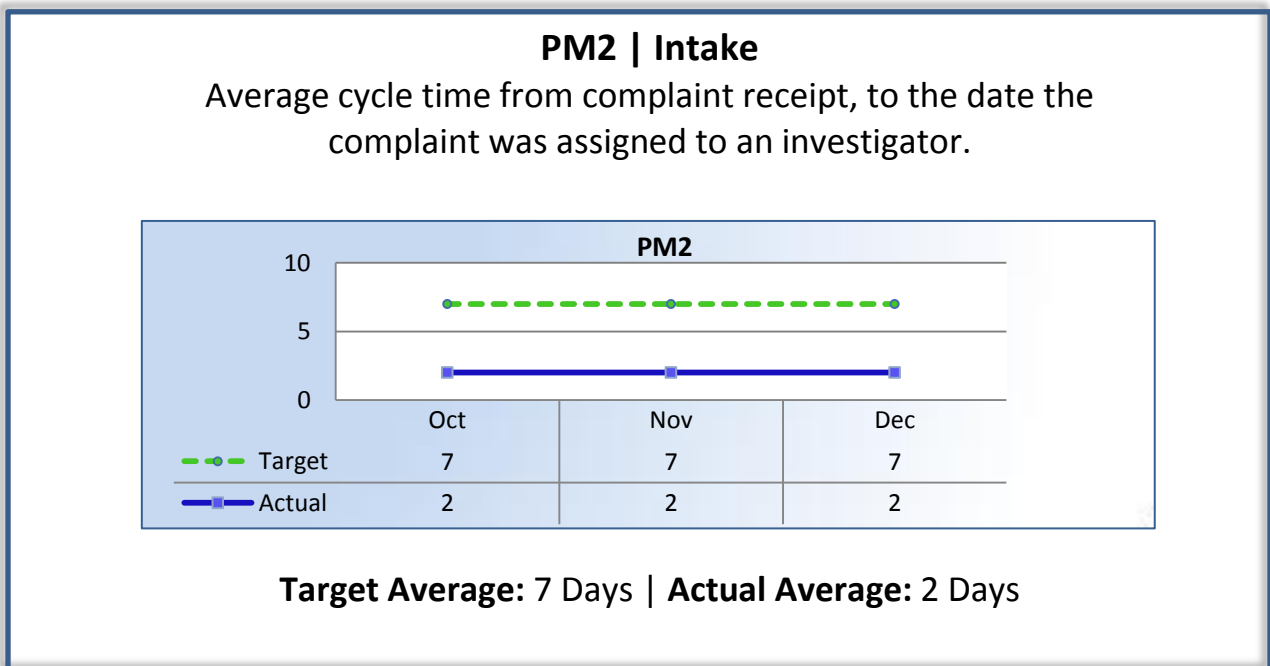 PM2 | Intake
Average cycle time from complaint receipt, to the date the
complaint was assigned to an investigator.
PM2
10
5
0
Oct Nov Dec
Target 7 7 7
Actual 2 2 2
Target Average: 7 Days | Actual Average: 2 Days